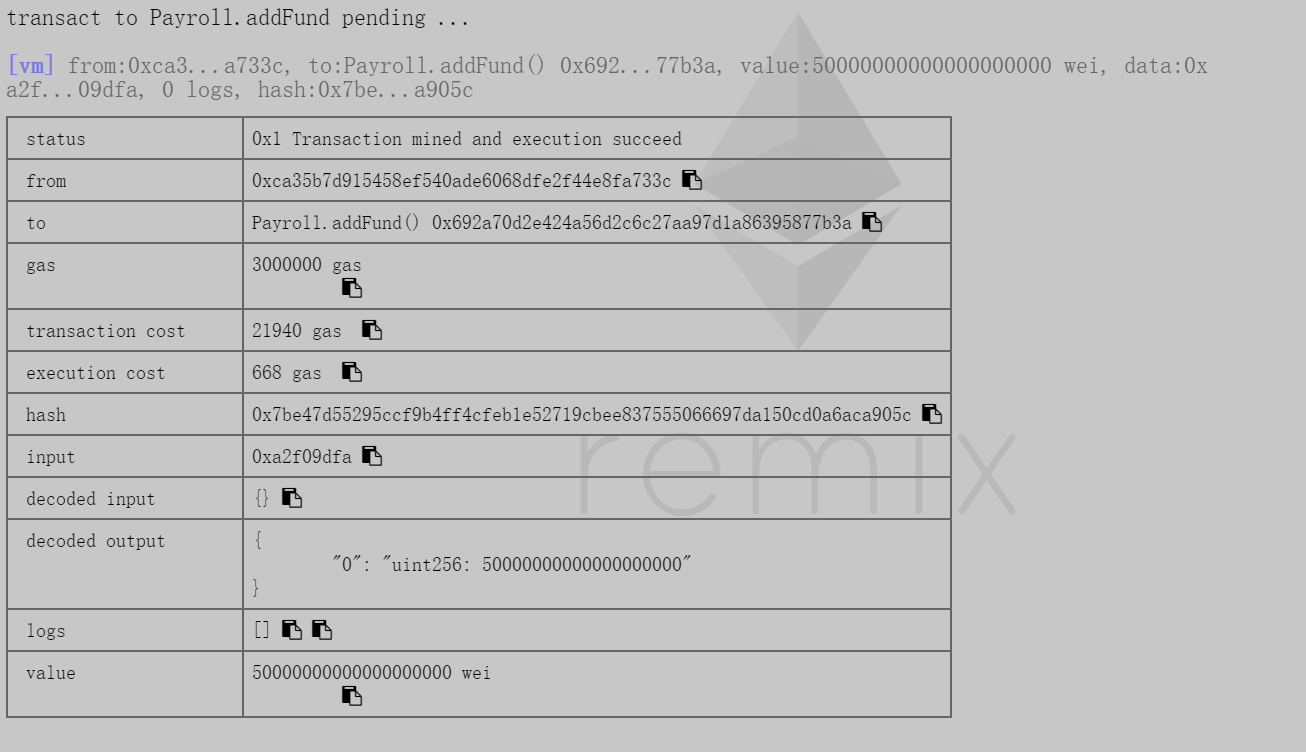 transact to Payroll.addFund pending ...
[vm] from:0xca3...a733c, to:Payroll.addFund() 0x692...77b3a, value:50000000000000000000 wei, data:0x
a2f...09dfa, 0 logs, hash:0x7be...a905c
status 0x1 Transaction mined and execution succeed
from 0xca35b7d915458ef540ade6068dfe2f44e8fa733c
to Payroll.addFund() 0x692a70d2e424a56d2c6c27aa97d1a86395877b3a
gas 3000000 gas
transaction cost 21940 gas
execution cost 668 gas
hash 0x7be47d55295ccf9b4ff4cfeb1e52719cbee837555066697da150cd0a6aca905c
input 0xa2f09dfa
decoded input {}
decoded output {
"0": "uint256: 50000000000000000000"
}
logs []
value 50000000000000000000 wei
remix